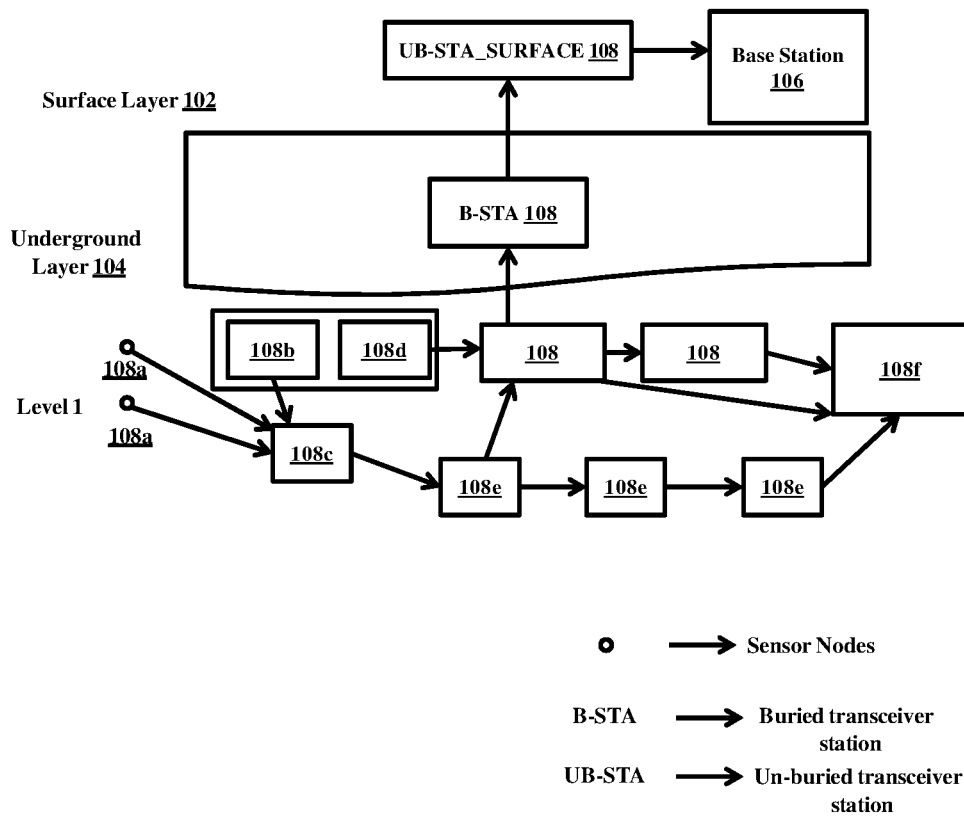 UB-STA_SURFACE 108
Base Station
106
Surface Layer 102
B-STA 108
Underground
Layer 104
108b
108d
108
108
108f
108a
Level 1
108a
108c
108e
108e
108e
Sensor Nodes
B-STA
Buried transceiver
station
UB-STA
Un-buried transceiver
station